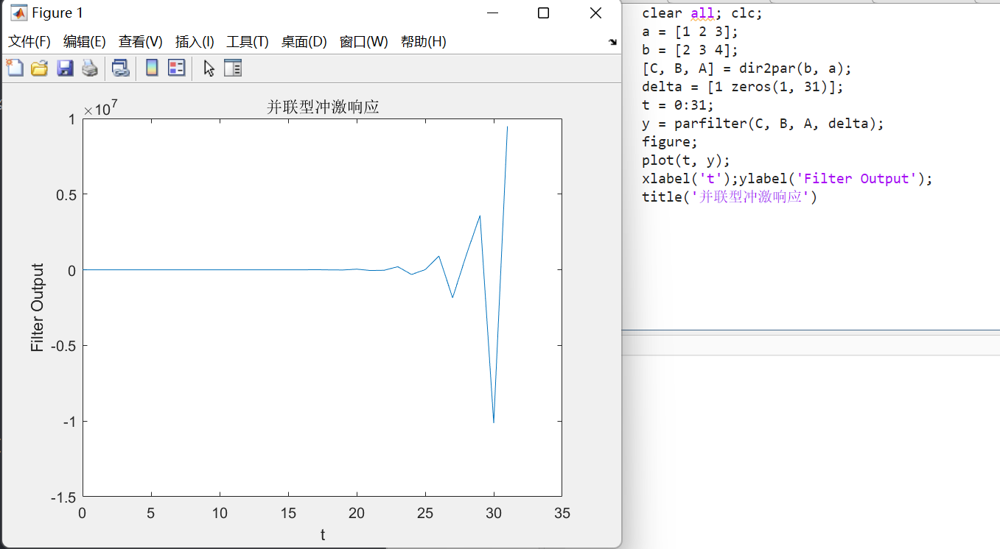 Figure 1
文件(F) 编辑(E) 查看(V) 插入(I) 工具(T) 桌面(D) 窗口(W) 帮助(H)
×10^7
并联型冲激响应
1
0.5
0
-0.5
-1
-1.5
Filter Output
0 5 10 15 20 25 30 35
t
clear all; clc;
a = [1 2 3];
b = [2 3 4];
[C, B, A] = dir2par(b, a);
delta = [1 zeros(1, 31)];
t = 0:31;
y = parfilter(C, B, A, delta);
figure;
plot(t, y);
xlabel('t');ylabel('Filter Output');
title('并联型冲激响应')